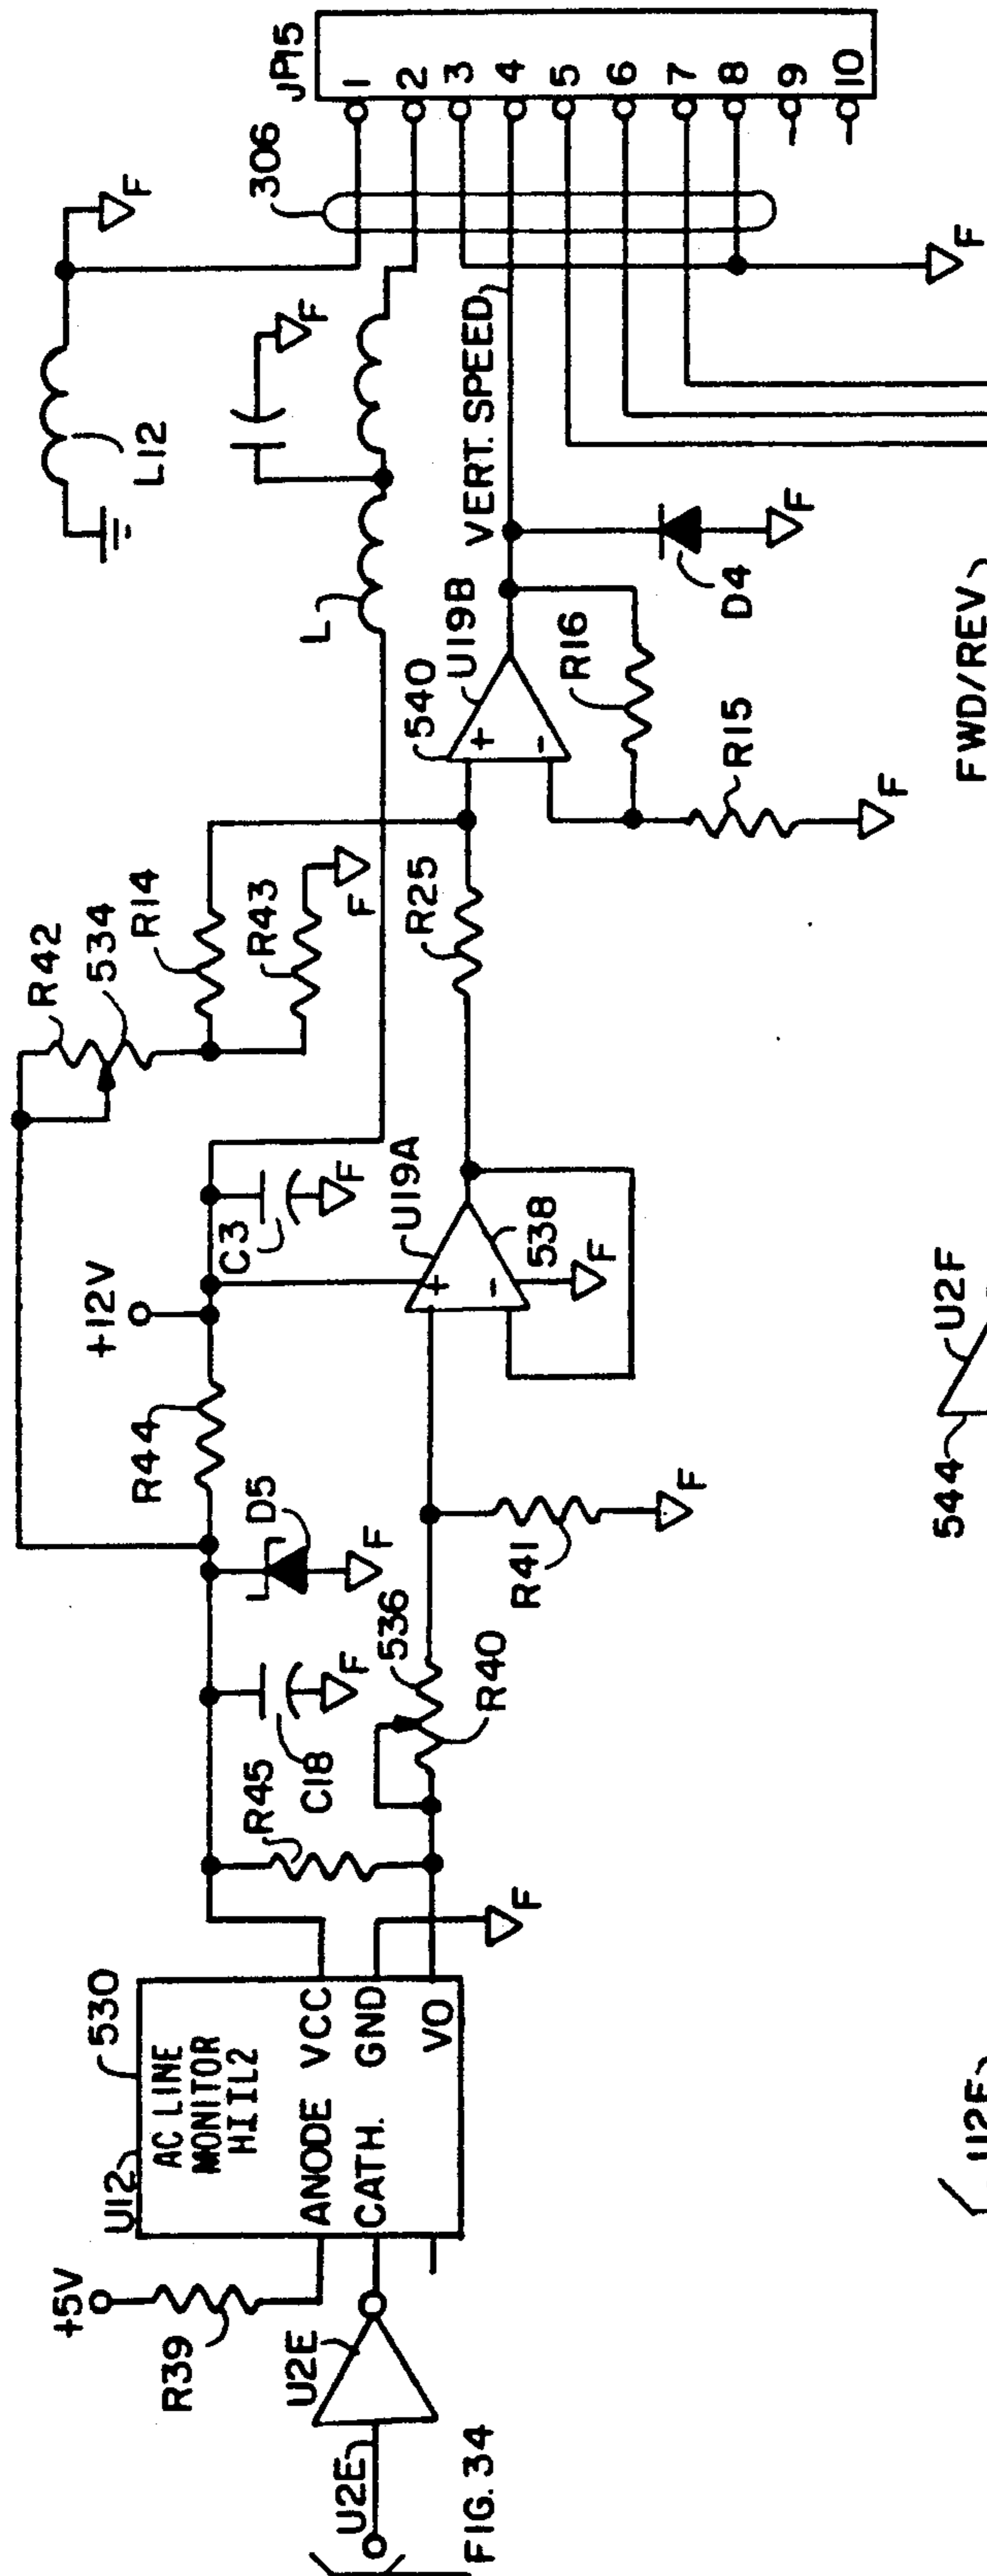 JP15
1
2
3
4
5
6
7
8
9
10
306
F
L12
F
L
F
VERT. SPEED
R42
534
R14
R43
F
+12V
C3
F
R44
D5
F
C18
F
R45
U19A
538
F
R25
540
U19B
R16
R15
F
D4
F
FWD/REV
536
R40
R41
F
F
530
U12
AC LINE
MONITOR
H11L2
ANODE VCC
CATH. GND
VO
+5V
R39
U2E
U2E
FIG. 34
544
U2F
U2F